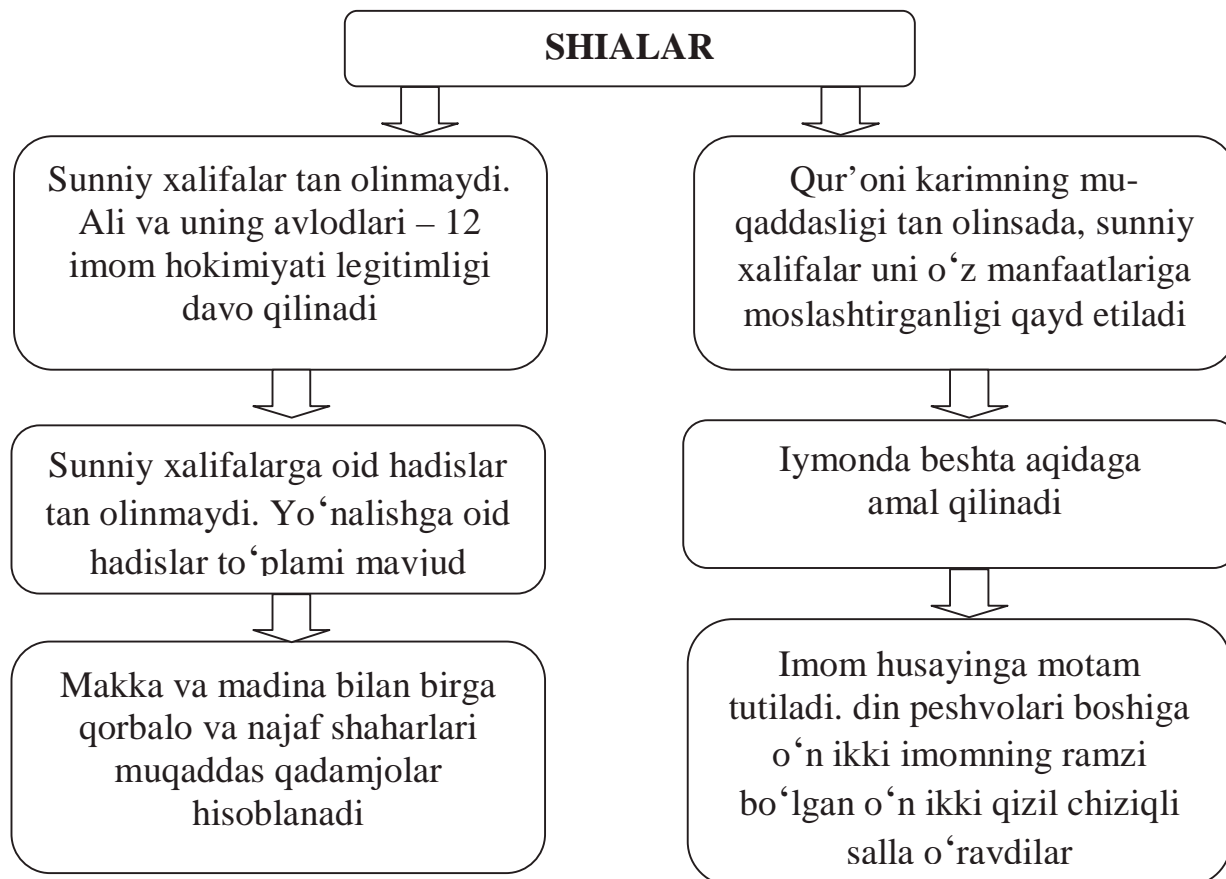 SHIALAR
Sunniy xalifalar tan olinmaydi.
Ali va uning avlodlari – 12
imom hokimiyati legitimligi
davo qilinadi
Qur’oni karimning mu-
qaddasligi tan olinsada, sunniy
xalifalar uni o‘z manfaatlariga
moslashtirganligi qayd etiladi
Sunniy xalifalarga oid hadislar
tan olinmaydi. Yo‘nalishga oid
hadislar to‘plami mavjud
Iymonda beshta aqidaga
amal qilinadi
Makka va madina bilan birga
qorbalo va najaf shaharlari
muqaddas qadamjolar
hisoblanadi
Imom husayinga motam
tutiladi. din peshvolari boshiga
o‘n ikki imomning ramzi
bo‘lgan o‘n ikki qizil chiziqli
salla o‘ravdilar